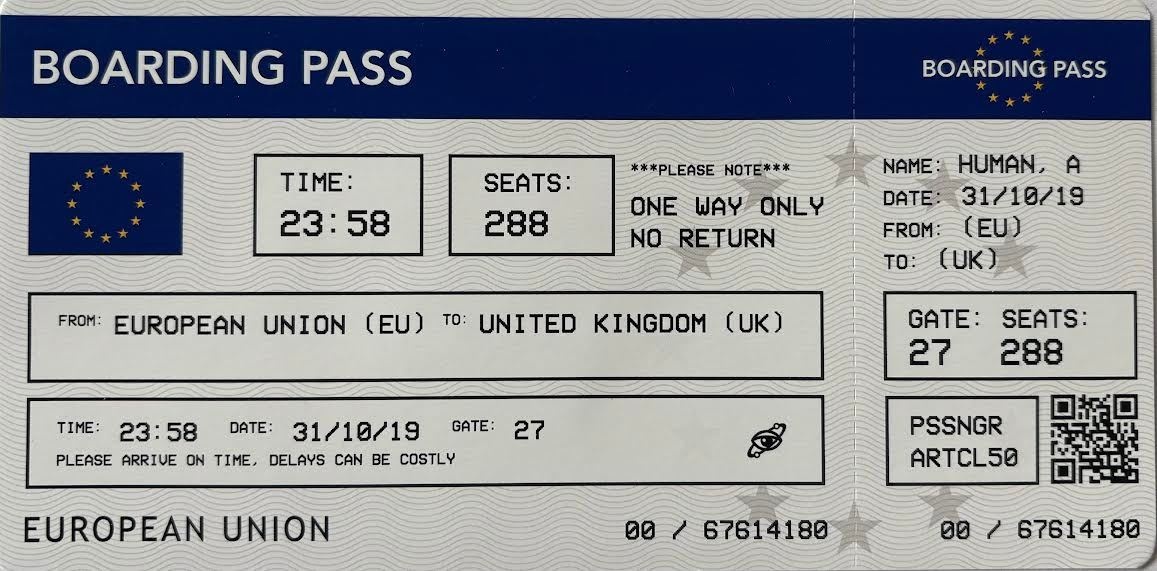 BOARDING PASS
BOARDING PASS
TIME:
23:58
SEATS:
288
***PLEASE NOTE***
ONE WAY ONLY
NO RETURN
NAME: HUMAN, A
DATE: 31/10/19
FROM: (EU)
TO: (UK)
FROM: EUROPEAN UNION (EU) TO: UNITED KINGDOM (UK)
GATE: SEATS:
27 288
TIME: 23:58 DATE: 31/10/19 GATE: 27
PLEASE ARRIVE ON TIME, DELAYS CAN BE COSTLY
PSSNGR
ARTCL50
EUROPEAN UNION
00 / 67614180
00 / 67614180